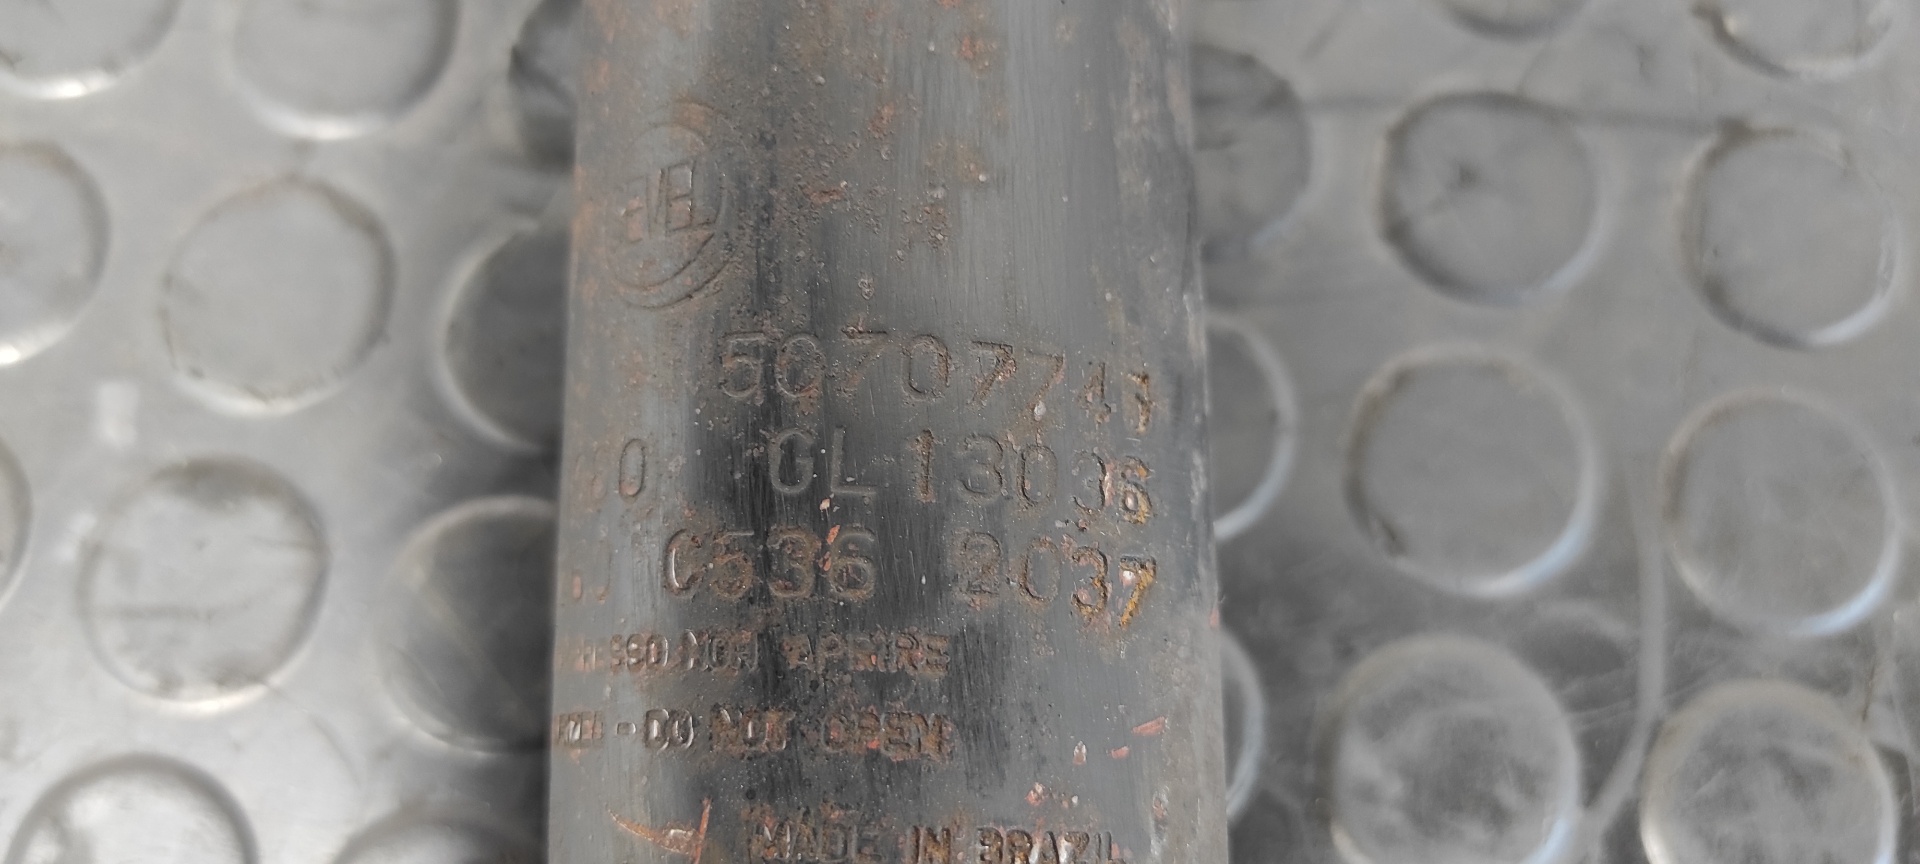 50707741
GL 13036
C536 2037
NON APRIRE
- DO NOT OPEN
MADE IN BRAZIL